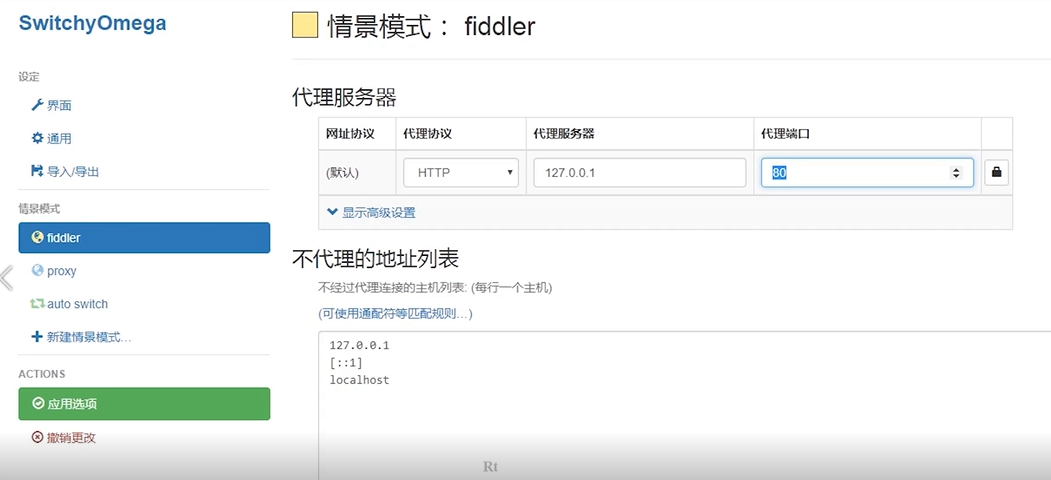 SwitchyOmega
设定
界面
通用
导入/导出
情景模式
fiddler
proxy
auto switch
新建情景模式...
ACTIONS
应用选项
撤销更改
情景模式： fiddler
代理服务器
网址协议 代理协议 代理服务器 代理端口
(默认) HTTP 127.0.0.1 80
显示高级设置
不代理的地址列表
不经过代理连接的主机列表: (每行一个主机)
(可使用通配符等匹配规则...)
127.0.0.1
[::1]
localhost
Rt